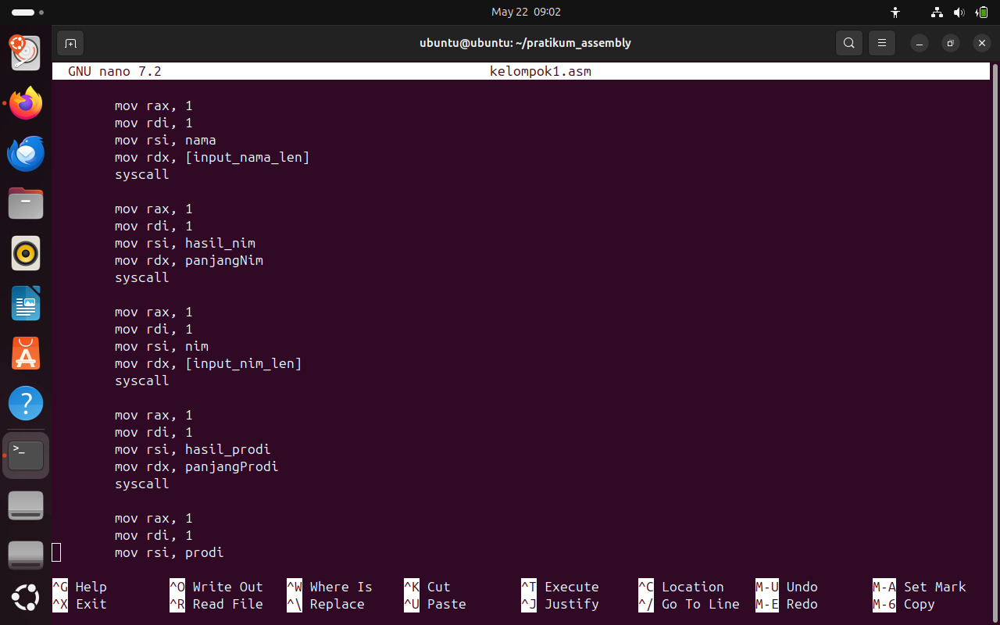 May 22 09:02
ubuntu@ubuntu: ~/pratikum_assembly
GNU nano 7.2 kelompok1.asm
mov rax, 1
mov rdi, 1
mov rsi, nama
mov rdx, [input_nama_len]
syscall
mov rax, 1
mov rdi, 1
mov rsi, hasil_nim
mov rdx, panjangNim
syscall
mov rax, 1
mov rdi, 1
mov rsi, nim
mov rdx, [input_nim_len]
syscall
mov rax, 1
mov rdi, 1
mov rsi, hasil_prodi
mov rdx, panjangProdi
syscall
mov rax, 1
mov rdi, 1
mov rsi, prodi
^G Help ^O Write Out ^W Where Is ^K Cut ^T Execute ^C Location M-U Undo M-A Set Mark
^X Exit ^R Read File ^\ Replace ^U Paste ^J Justify ^/ Go To Line M-E Redo M-6 Copy